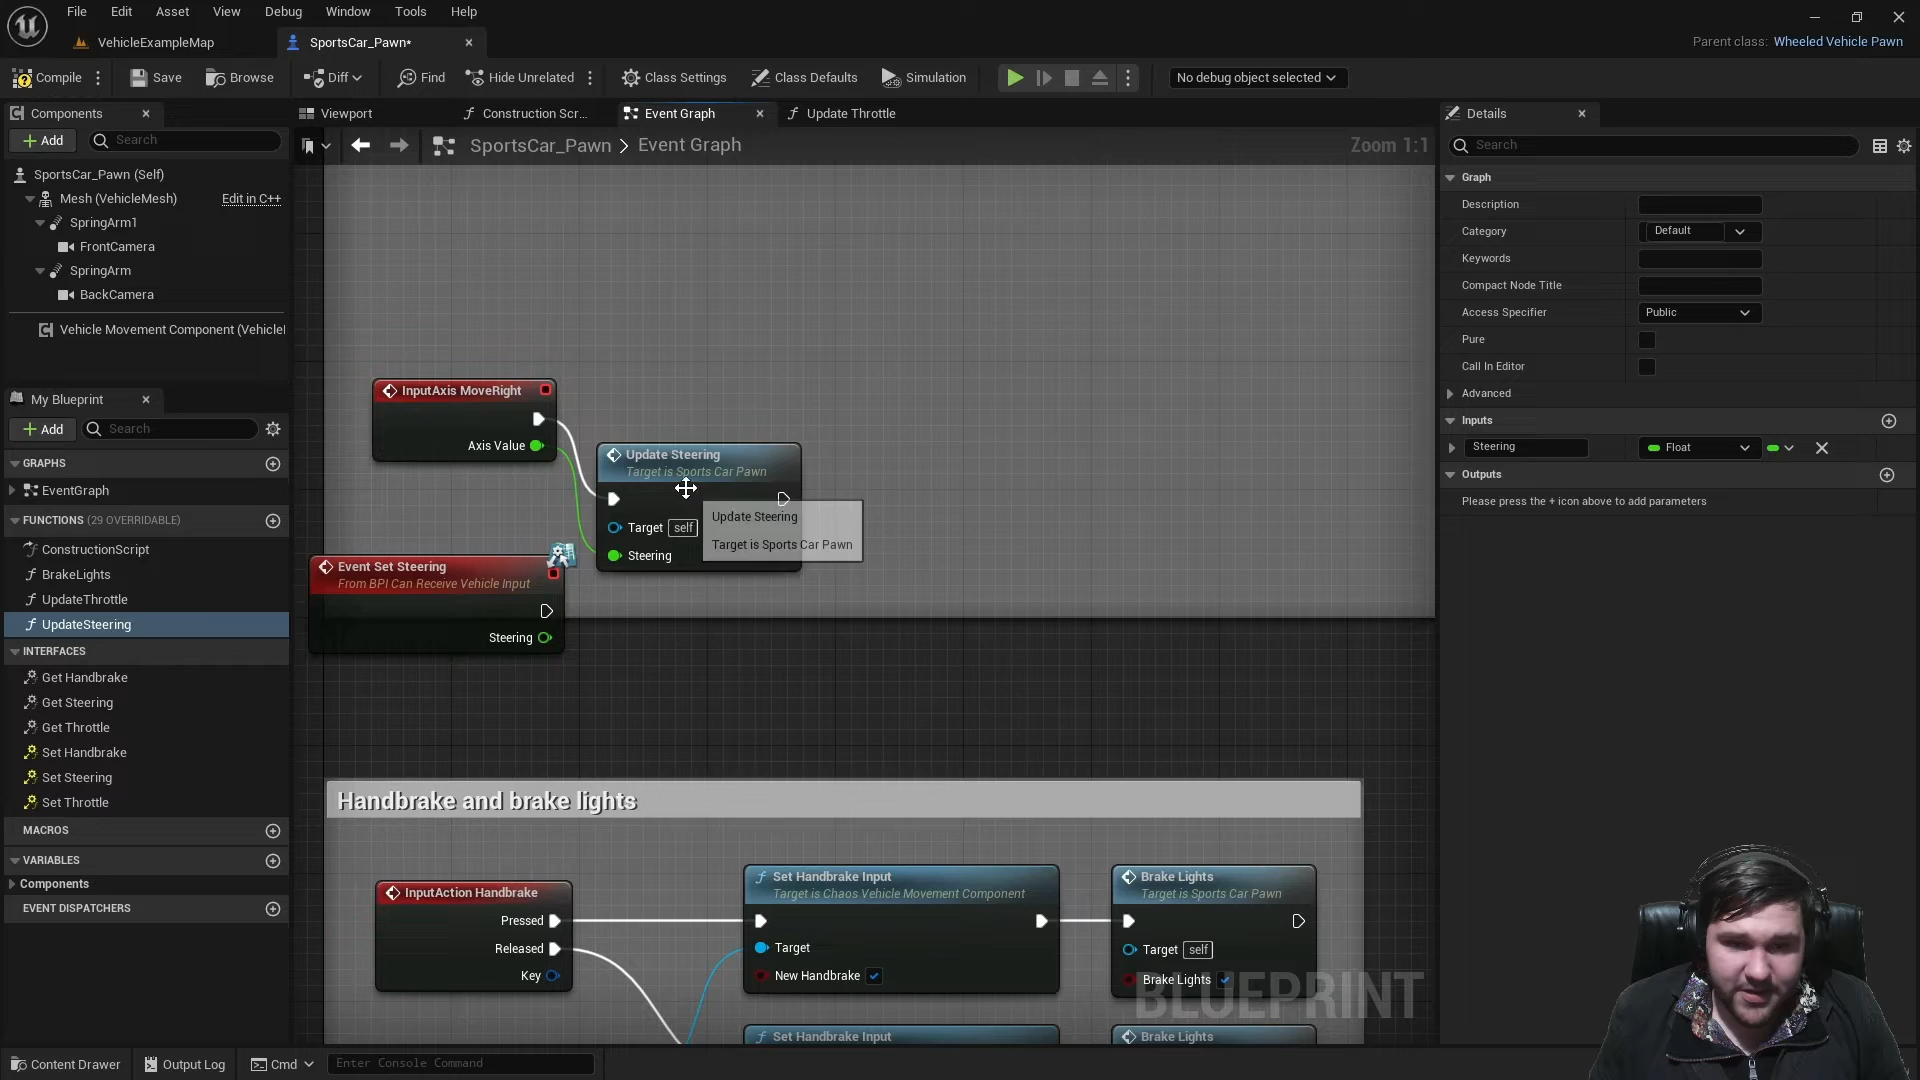 File Edit Asset View Debug Window Tools Help
VehicleExampleMap SportsCar_Pawn*
Parent class: Wheeled Vehicle Pawn
Compile Save Browse Diff Find Hide Unrelated Class Settings Class Defaults Simulation No debug object selected
Components
Add Search
SportsCar_Pawn (Self)
Mesh (VehicleMesh) Edit in C++
SpringArm1
FrontCamera
SpringArm
BackCamera
Vehicle Movement Component (Vehicle
My Blueprint
Add Search
GRAPHS
EventGraph
FUNCTIONS (29 OVERRIDABLE)
ConstructionScript
BrakeLights
UpdateThrottle
UpdateSteering
INTERFACES
Get Handbrake
Get Steering
Get Throttle
Set Handbrake
Set Steering
Set Throttle
MACROS
VARIABLES
Components
EVENT DISPATCHERS
Viewport Construction Scr... Event Graph Update Throttle
SportsCar_Pawn > Event Graph Zoom 1:1
InputAxis MoveRight
Axis Value
Update Steering
Target is Sports Car Pawn
Target self
Steering
Update Steering
Target is Sports Car Pawn
Event Set Steering
From BPI Can Receive Vehicle Input
Steering
Handbrake and brake lights
InputAction Handbrake
Pressed
Released
Key
Set Handbrake Input
Target is Chaos Vehicle Movement Component
Target
New Handbrake
Brake Lights
Target is Sports Car Pawn
Target self
Brake Lights
BLUEPRINT
Set Handbrake Input
Brake Lights
Details
Search
Graph
Description
Category Default
Keywords
Compact Node Title
Access Specifier Public
Pure
Call In Editor
Advanced
Inputs
Steering Float
Outputs
Please press the + icon above to add parameters
Content Drawer Output Log Cmd Enter Console Command